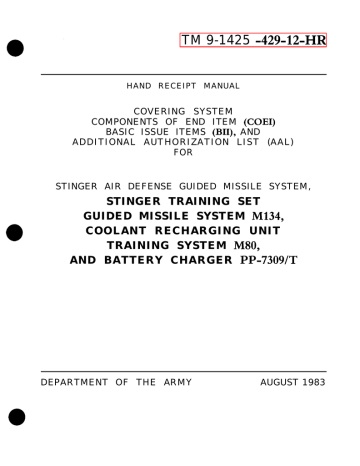 TM 9-1425 -429-12-HR
HAND RECEIPT MANUAL
COVERING SYSTEM
COMPONENTS OF END ITEM (COEI)
BASIC ISSUE ITEMS (BII), AND
ADDITIONAL AUTHORIZATION LIST (AAL)
FOR
STINGER AIR DEFENSE GUIDED MISSILE SYSTEM,
STINGER TRAINING SET
GUIDED MISSILE SYSTEM M134,
COOLANT RECHARGING UNIT
TRAINING SYSTEM M80,
AND BATTERY CHARGER PP-7309/T
DEPARTMENT OF THE ARMY AUGUST 1983